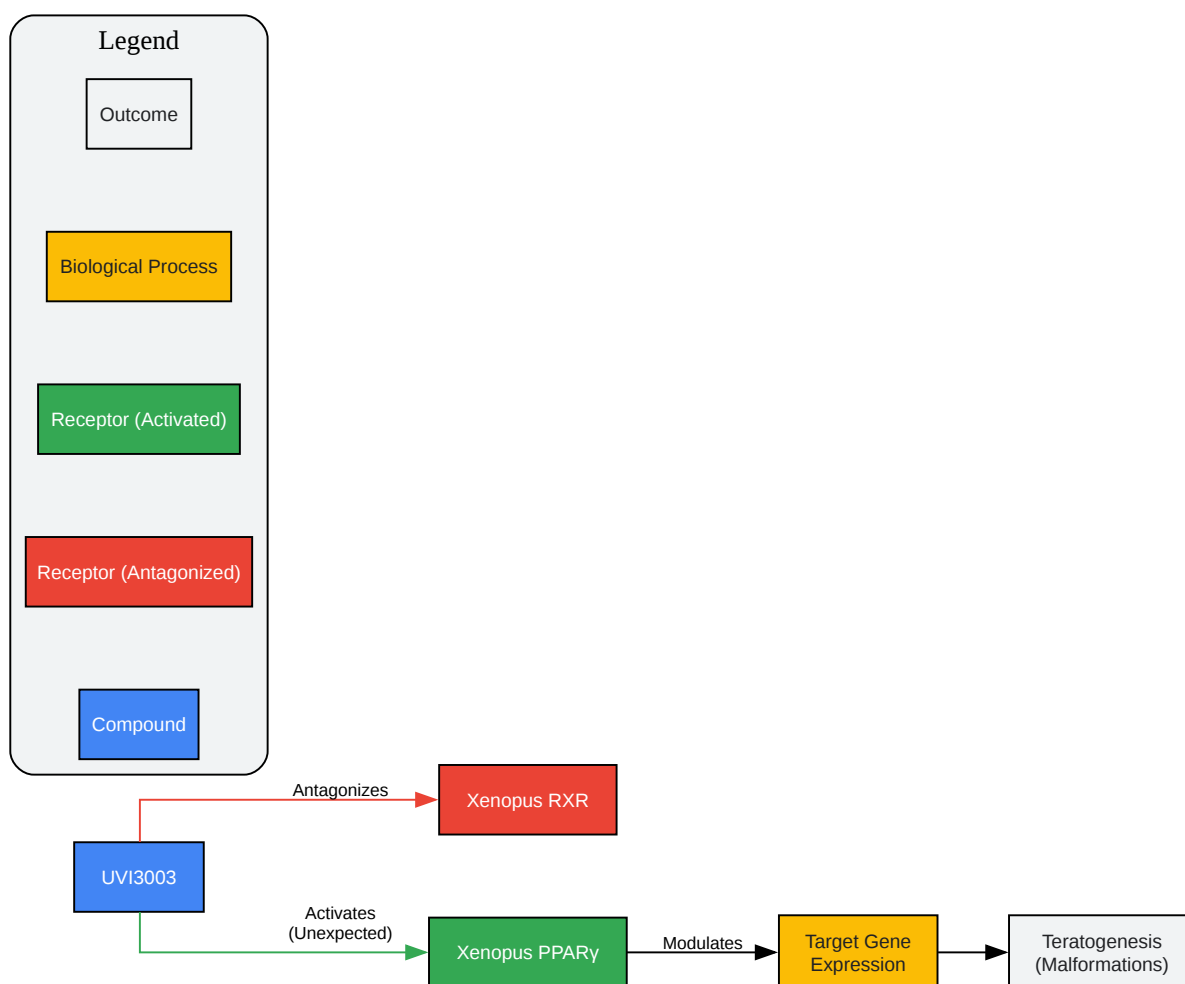 Legend
Outcome
Biological Process
Receptor (Activated)
Receptor (Antagonized)
Compound
Antagonizes
Xenopus RXR
UVI3003
Activates
(Unexpected)
Xenopus PPARγ
Modulates
Target Gene
Expression
Teratogenesis
(Malformations)